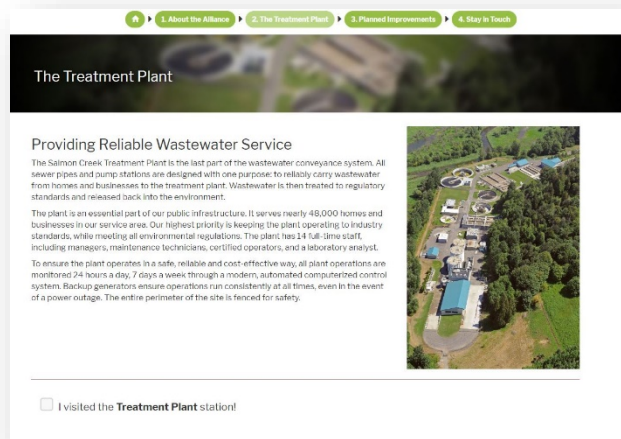 1. About the Alliance
2. The Treatment Plant
3. Planned Improvements
4. Stay in Touch
The Treatment Plant
Providing Reliable Wastewater Service
The Salmon Creek Treatment Plant is the last part of the wastewater conveyance system. All
sewer pipes and pump stations are designed with one purpose: to reliably carry wastewater
from homes and businesses to the treatment plant. Wastewater is then treated to regulatory
standards and released back into the environment.
The plant is an essential part of our public infrastructure. It serves nearly 48,000 homes and
businesses in our service area. Our highest priority is keeping the plant operating to industry
standards, while meeting all environmental regulations. The plant has 14 full-time staff,
including managers, maintenance technicians, certified operators, and a laboratory analyst.
To ensure the plant operates in a safe, reliable and cost-effective way, all plant operations are
monitored 24 hours a day, 7 days a week through a modern, automated computerized control
system. Backup generators ensure operations run consistently at all times, even in the event
of a power outage. The entire perimeter of the site is fenced for safety.
I visited the Treatment Plant station!